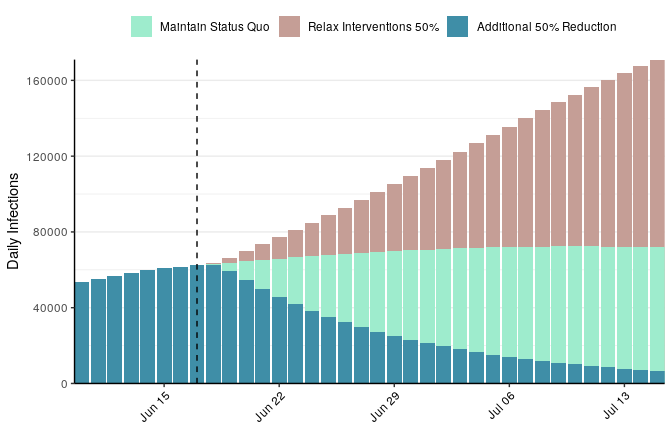 Maintain Status Quo Relax Interventions 50% Additional 50% Reduction
Daily Infections
160000
120000
80000
40000
0
Jun 15 Jun 22 Jun 29 Jul 06 Jul 13